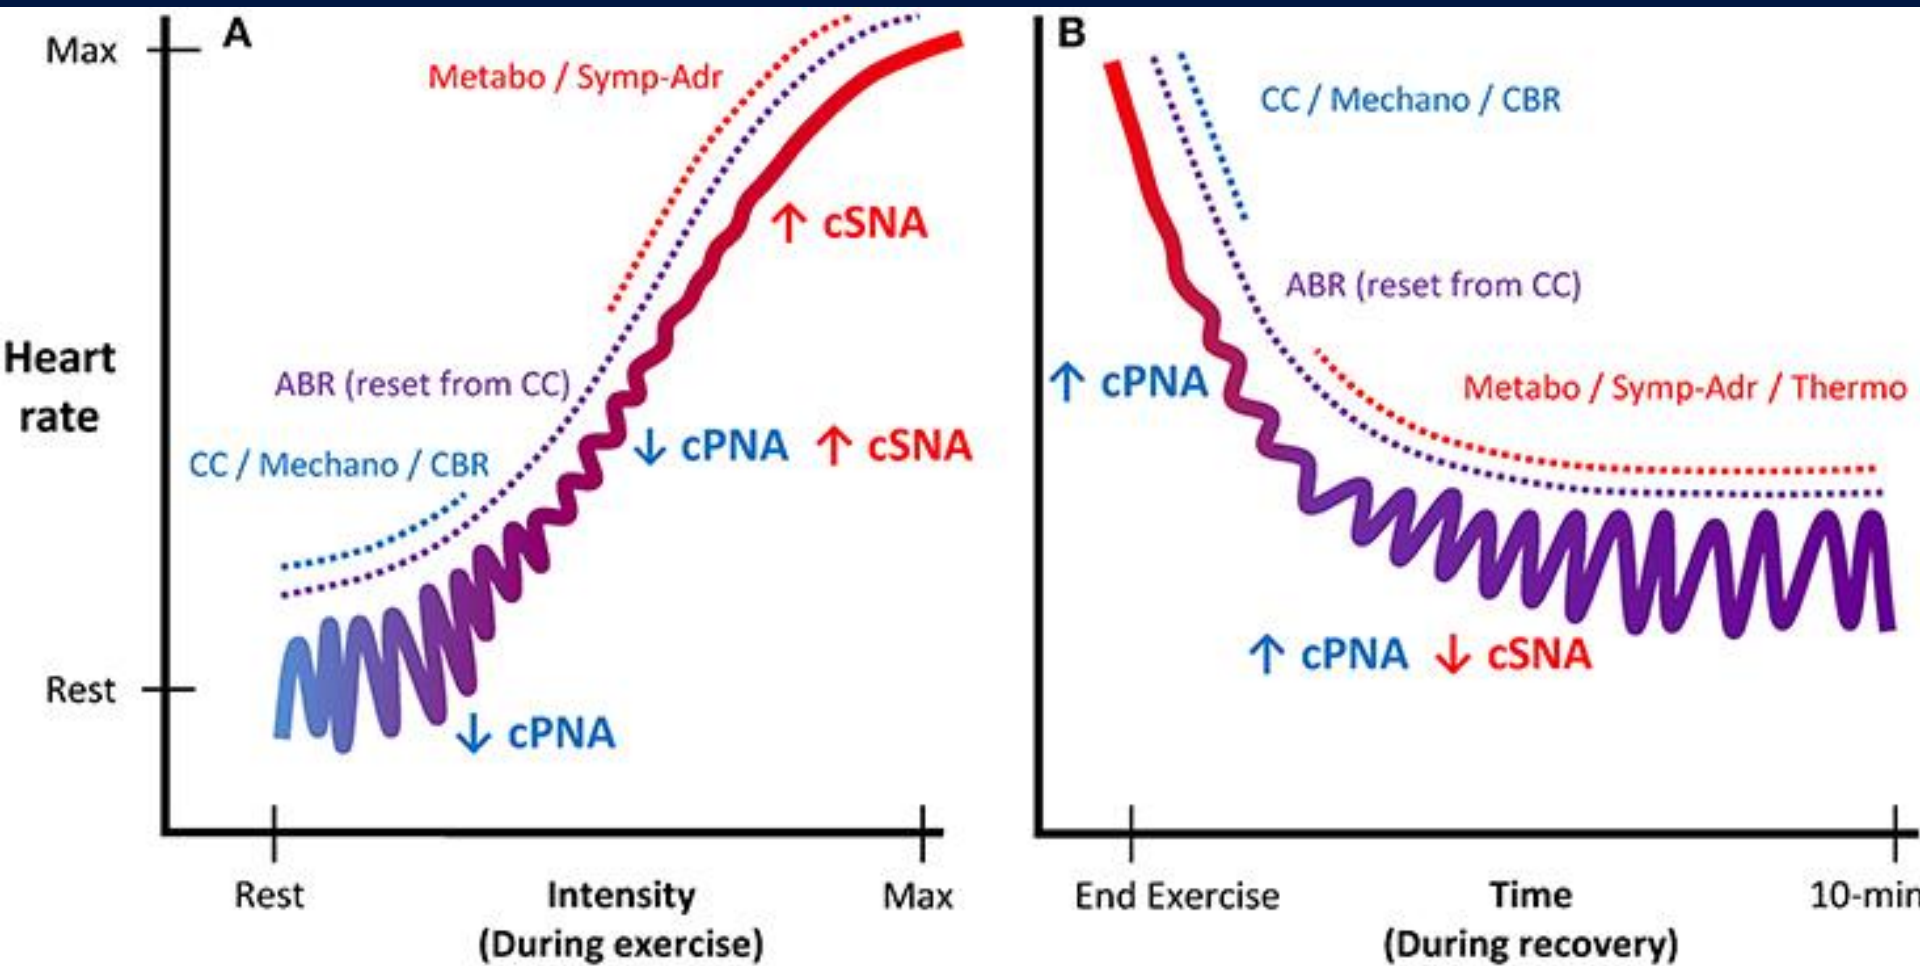 A
Max
Metabo / Symp-Adr
↑ cSNA
Heart
rate
ABR (reset from CC)
CC / Mechano / CBR
↓ cPNA ↑ cSNA
Rest
↓ cPNA
Rest
Intensity
(During exercise)
Max
B
CC / Mechano / CBR
ABR (reset from CC)
↑ cPNA
Metabo / Symp-Adr / Thermo
↑ cPNA ↓ cSNA
End Exercise
Time
(During recovery)
10-min